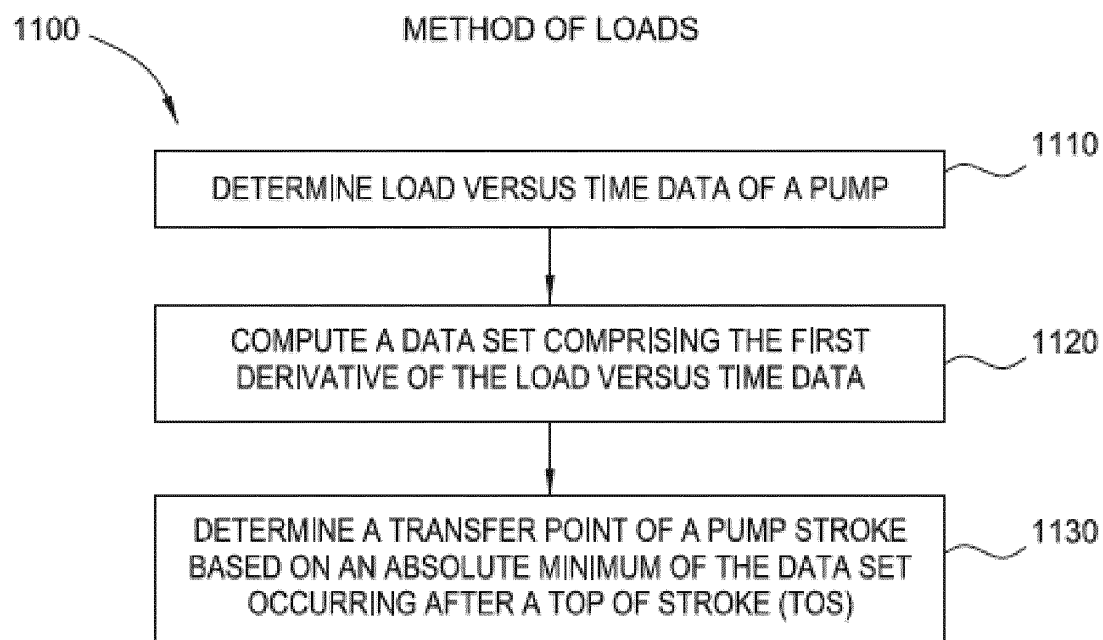 1100
METHOD OF LOADS
1110
DETERMINE LOAD VERSUS TIME DATA OF A PUMP
COMPUTE A DATA SET COMPRISING THE FIRST
DERIVATIVE OF THE LOAD VERSUS TIME DATA
1120
DETERMINE A TRANSFER POINT OF A PUMP STROKE
BASED ON AN ABSOLUTE MINIMUM OF THE DATA SET
OCCURRING AFTER A TOP OF STROKE (TOS)
1130